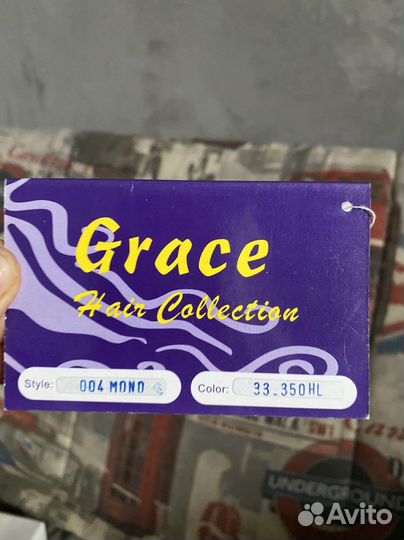 Grace
Hair Collection
Style: 004 MONO
Color: 33.350HL
UNDERGROUND
Avito